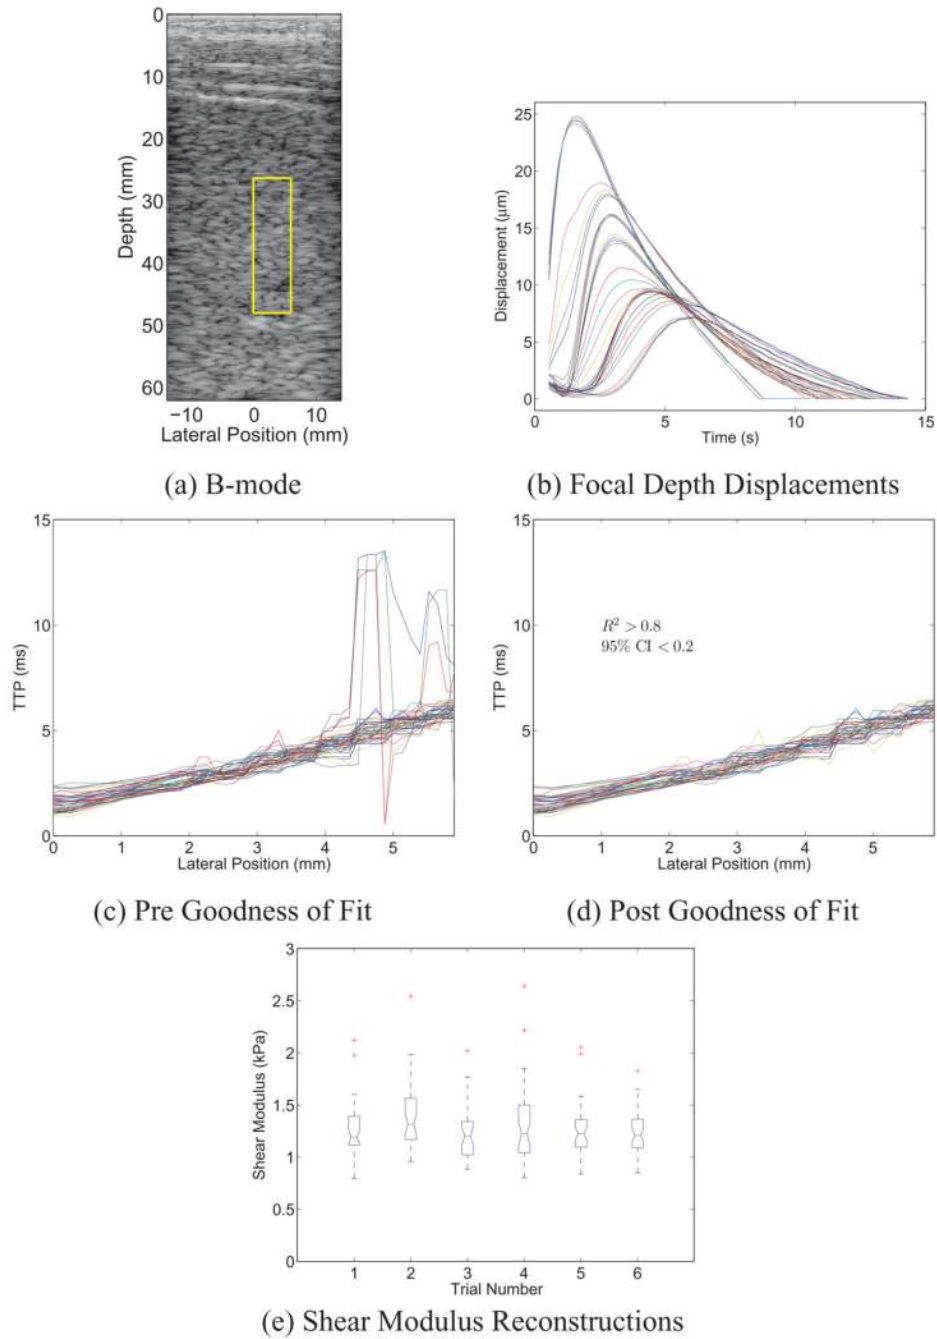 0
10
20
30
40
50
60
Depth (mm)
−10 0 10
Lateral Position (mm)
(a) B-mode
25
20
15
10
5
0
Displacement (μm)
0 5 10 15
Time (s)
(b) Focal Depth Displacements
15
10
5
0
TTP (ms)
0 1 2 3 4 5
Lateral Position (mm)
(c) Pre Goodness of Fit
15
10
5
0
TTP (ms)
R² > 0.8
95% CI < 0.2
0 1 2 3 4 5
Lateral Position (mm)
(d) Post Goodness of Fit
3
2.5
2
1.5
1
0.5
0
Shear Modulus (kPa)
1 2 3 4 5 6
Trial Number
(e) Shear Modulus Reconstructions